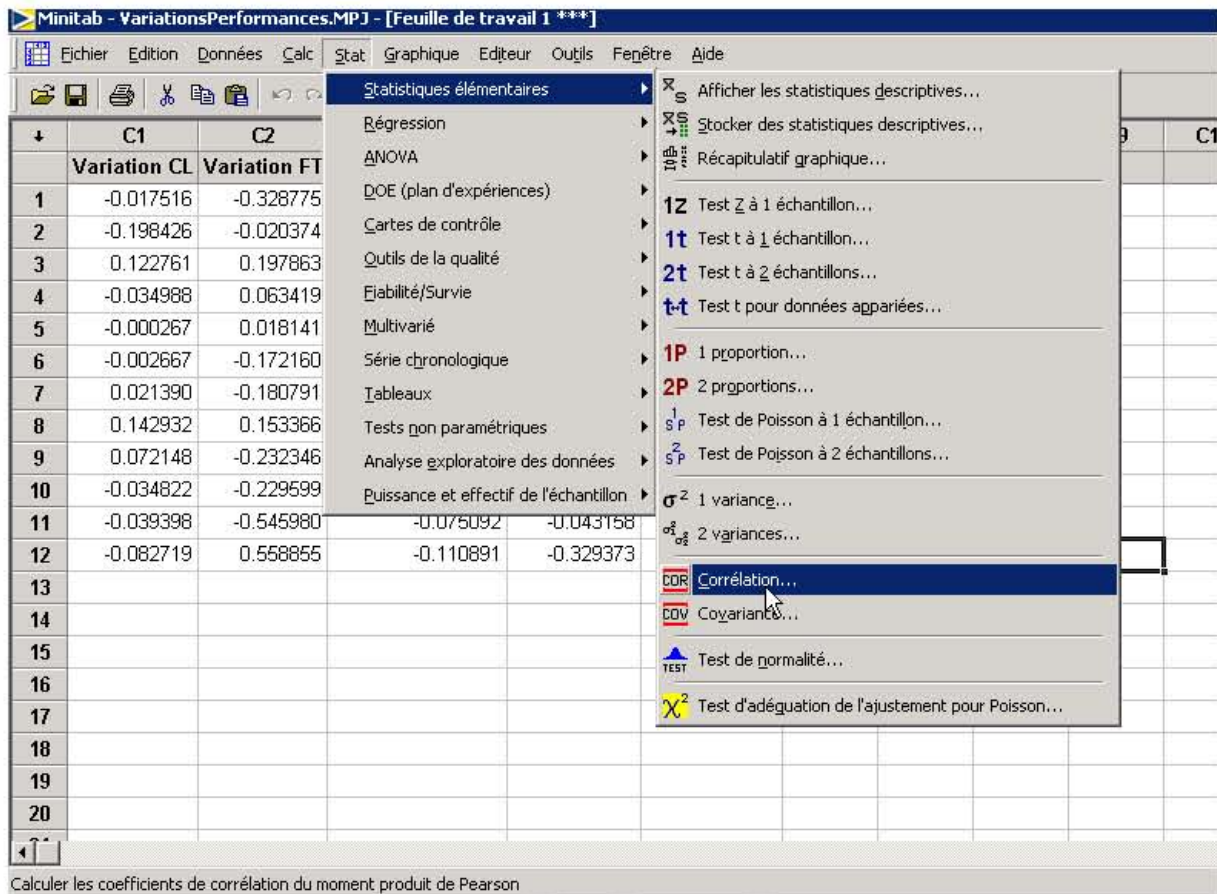 Minitab - VariationsPerformances.MPJ - [Feuille de travail 1 ***]
Fichier Edition Données Calc Stat Graphique Editeur Outils Fenêtre Aide
Statistiques élémentaires
Régression
ANOVA
DOE (plan d'expériences)
Cartes de contrôle
Outils de la qualité
Fiabilité/Survie
Multivarié
Série chronologique
Tableaux
Tests non paramétriques
Analyse exploratoire des données
Puissance et effectif de l'échantillon
Afficher les statistiques descriptives...
Stocker des statistiques descriptives...
Récapitulatif graphique...
1Z Test Z à 1 échantillon...
1t Test t à 1 échantillon...
2t Test t à 2 échantillons...
t-t Test t pour données appariées...
1P 1 proportion...
2P 2 proportions...
Test de Poisson à 1 échantillon...
Test de Poisson à 2 échantillons...
σ² 1 variance...
2 variances...
COR Corrélation...
COV Covariance...
TEST Test de normalité...
χ² Test d'adéquation de l'ajustement pour Poisson...
C1 C2
Variation CL Variation FT
1 -0.017516 -0.328775
2 -0.198426 -0.020374
3 0.122761 0.197863
4 -0.034988 0.063419
5 -0.000267 0.018141
6 -0.002667 -0.172160
7 0.021390 -0.180791
8 0.142932 0.153366
9 0.072148 -0.232346
10 -0.034822 -0.229599
11 -0.039398 -0.545980 -0.075092 -0.043158
12 -0.082719 0.558855 -0.110891 -0.329373
13
14
15
16
17
18
19
20
Calculer les coefficients de corrélation du moment produit de Pearson